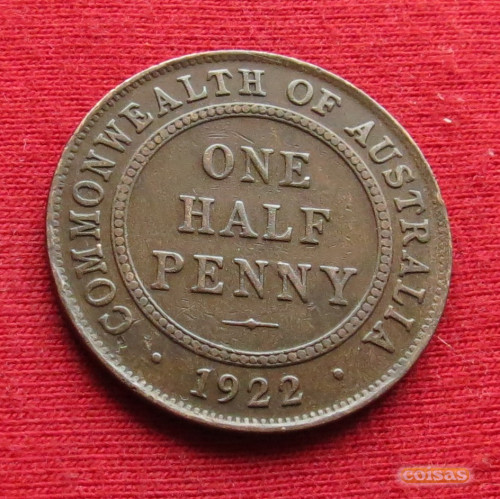 COMMONWEALTH OF AUSTRALIA
ONE
HALF
PENNY
· 1922 ·
coisas